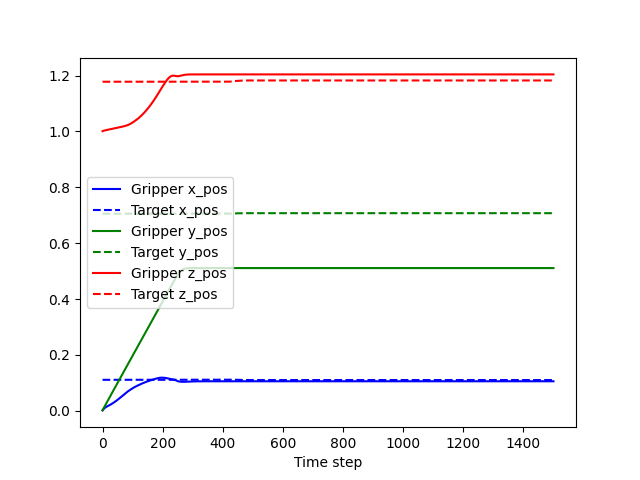 1.2
1.0
0.8
0.6
0.4
0.2
0.0
Gripper x_pos
Target x_pos
Gripper y_pos
Target y_pos
Gripper z_pos
Target z_pos
0 200 400 600 800 1000 1200 1400
Time step